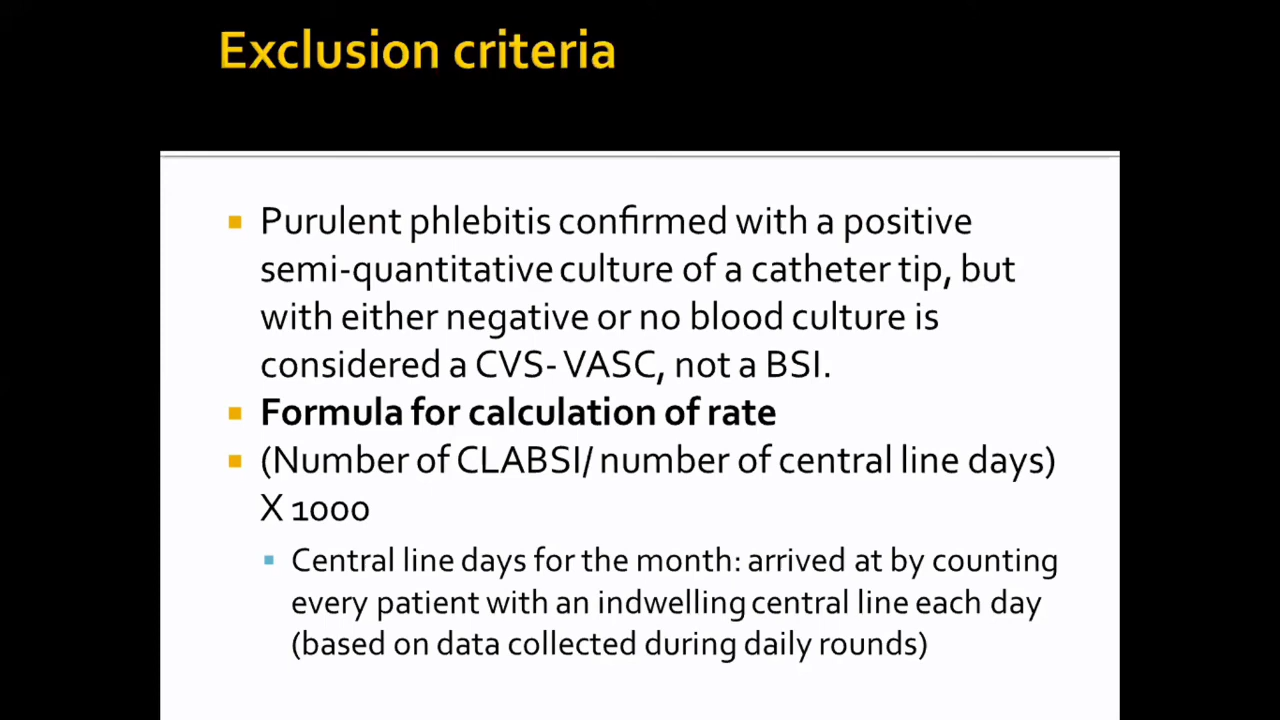 Exclusion criteria
Purulent phlebitis confirmed with a positive
semi-quantitative culture of a catheter tip, but
with either negative or no blood culture is
considered a CVS- VASC, not a BSI.
Formula for calculation of rate
(Number of CLABSI/ number of central line days)
X 1000
Central line days for the month: arrived at by counting
every patient with an indwelling central line each day
(based on data collected during daily rounds)